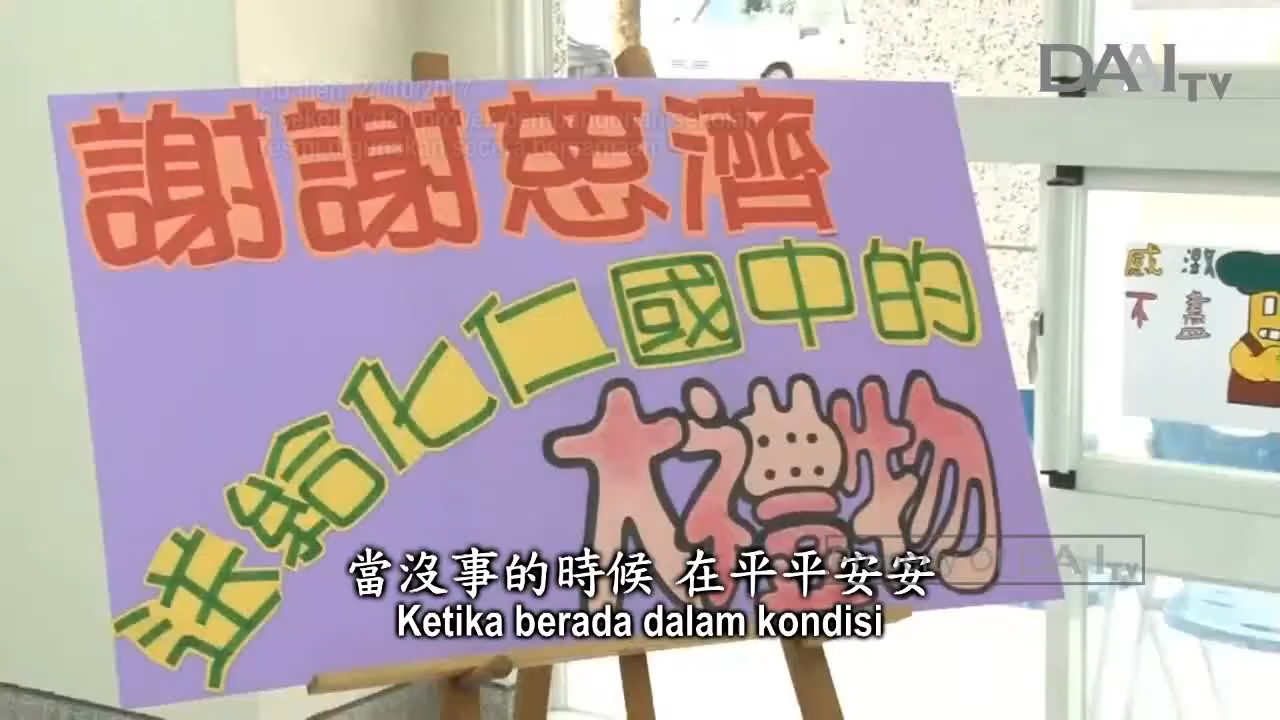 DAAI TV
謝謝慈濟
送給化仁國中的
大禮物
感激
不盡
當沒事的時候 在平平安安
Ketika berada dalam kondisi